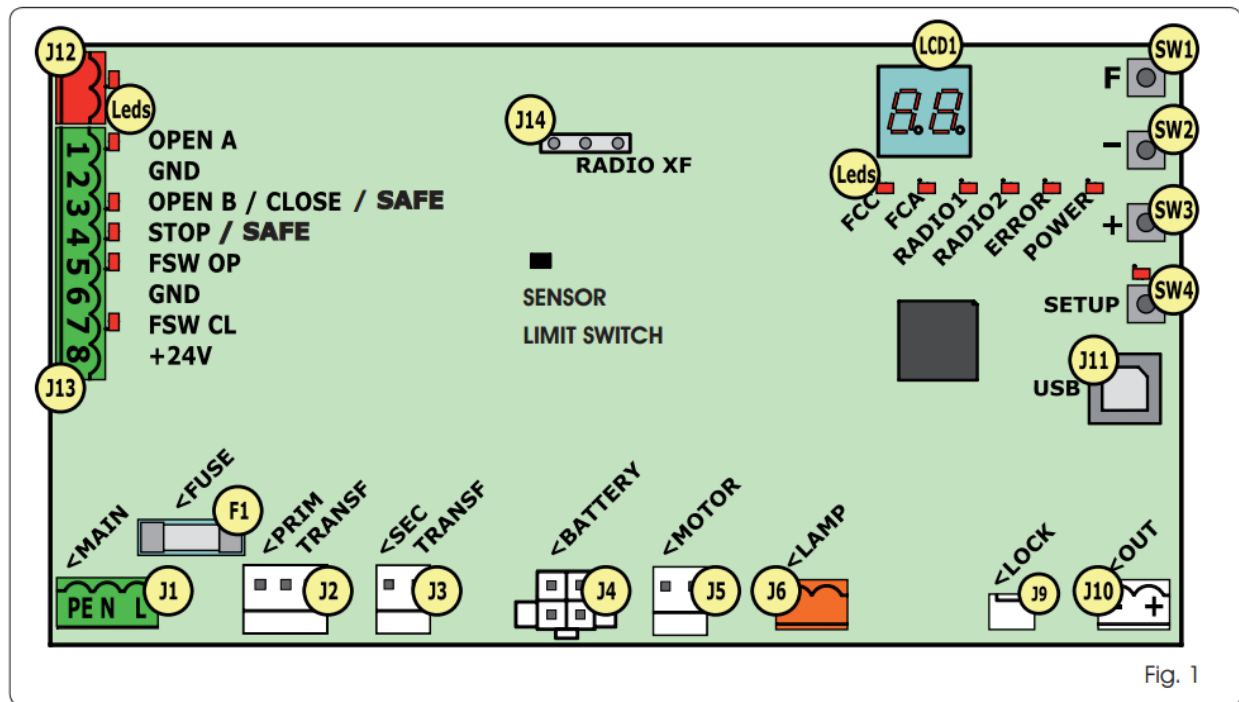 J12
Leds
1 OPEN A
2 GND
3 OPEN B / CLOSE / SAFE
4 STOP / SAFE
5 FSW OP
6 GND
7 FSW CL
8 +24V
J13
J14
RADIO XF
SENSOR
LIMIT SWITCH
LCD1
88
Leds
FCC
FCA
RADIO1
RADIO2
ERROR
POWER
SW1
F
SW2
-
SW3
+
SW4
SETUP
J11
USB
<MAIN
PE N L
J1
<FUSE
F1
<PRIM
TRANSF
J2
<SEC
TRANSF
J3
<BATTERY
J4
<MOTOR
J5
<LAMP
J6
<LOCK
J9
<OUT
J10
- +
Fig. 1